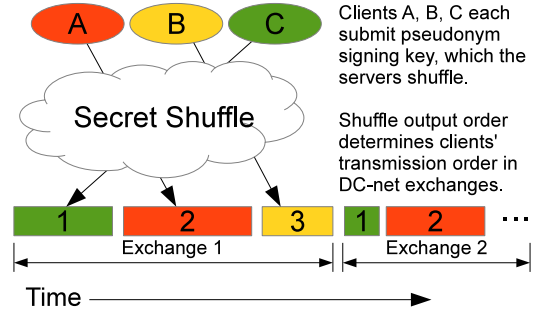 A B C
Clients A, B, C each
submit pseudonym
signing key, which the
servers shuffle.
Secret Shuffle
Shuffle output order
determines clients'
transmission order in
DC-net exchanges.
1 2 3 1 2 ...
Exchange 1 Exchange 2
Time